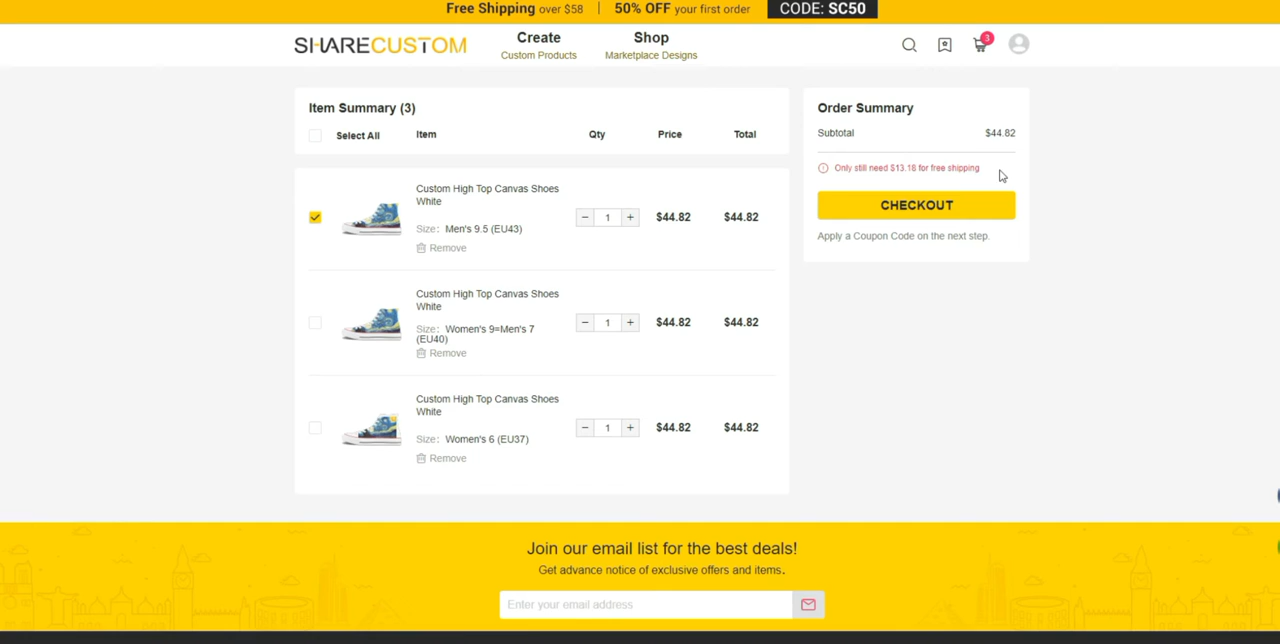 Free Shipping over $58 | 50% OFF your first order CODE: SC50
SHARECUSTOM
Create
Custom Products
Shop
Marketplace Designs
3
Item Summary (3)
Select All Item Qty Price Total
Custom High Top Canvas Shoes
White
Size: Men's 9.5 (EU43)
Remove
− 1 + $44.82 $44.82
Custom High Top Canvas Shoes
White
Size: Women's 9=Men's 7
(EU40)
Remove
− 1 + $44.82 $44.82
Custom High Top Canvas Shoes
White
Size: Women's 6 (EU37)
Remove
− 1 + $44.82 $44.82
Order Summary
Subtotal $44.82
Only still need $13.18 for free shipping
CHECKOUT
Apply a Coupon Code on the next step.
Join our email list for the best deals!
Get advance notice of exclusive offers and items.
Enter your email address